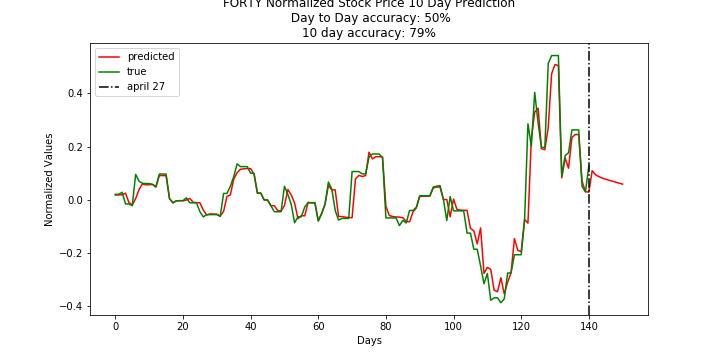 FORTY Normalized Stock Price 10 Day Prediction
Day to Day accuracy: 50%
10 day accuracy: 79%
predicted
true
april 27
Normalized Values
0.4
0.2
0.0
−0.2
−0.4
0 20 40 60 80 100 120 140
Days